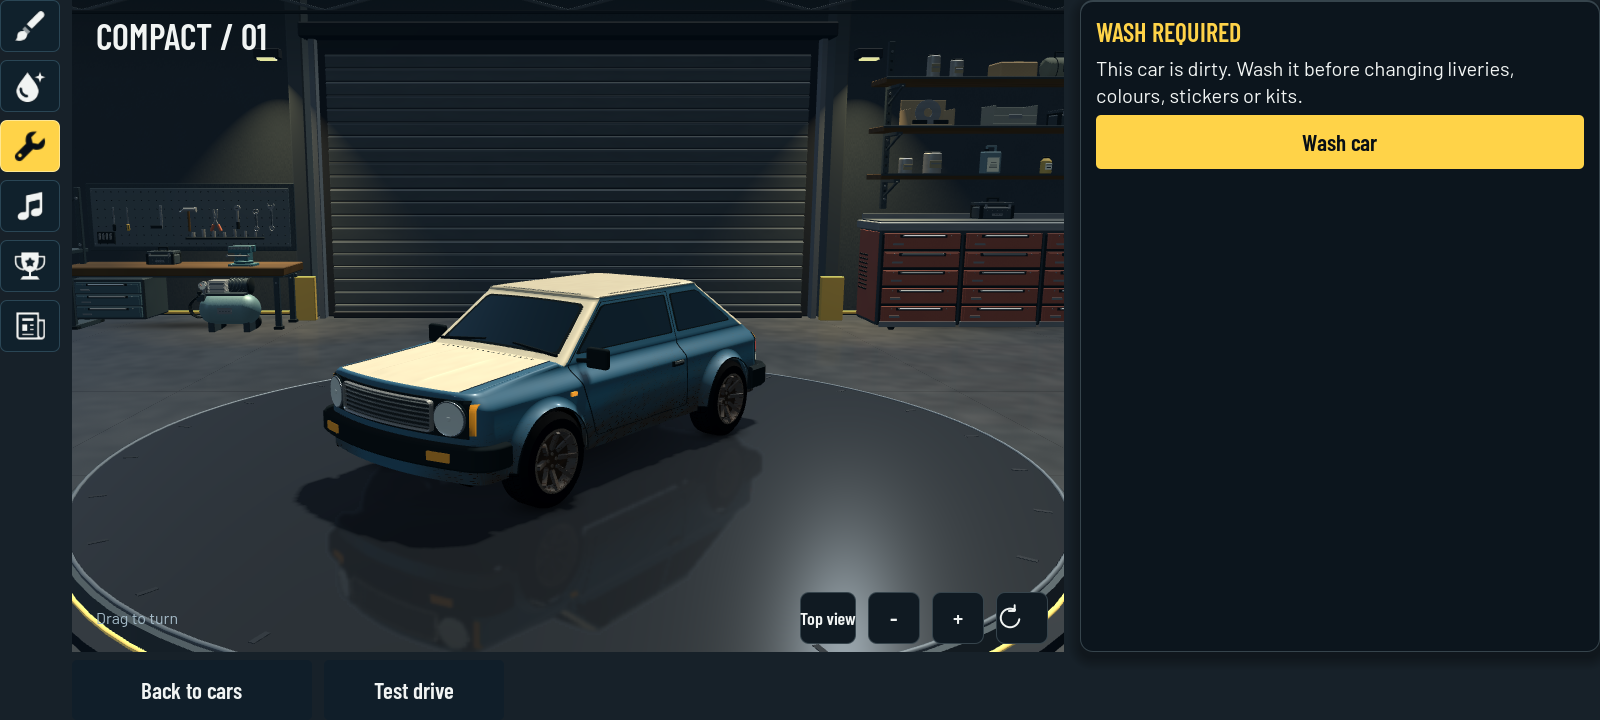 COMPACT / 01
WASH REQUIRED
This car is dirty. Wash it before changing liveries,
colours, stickers or kits.
Wash car
Drag to turn
Top view
-
+
Back to cars
Test drive